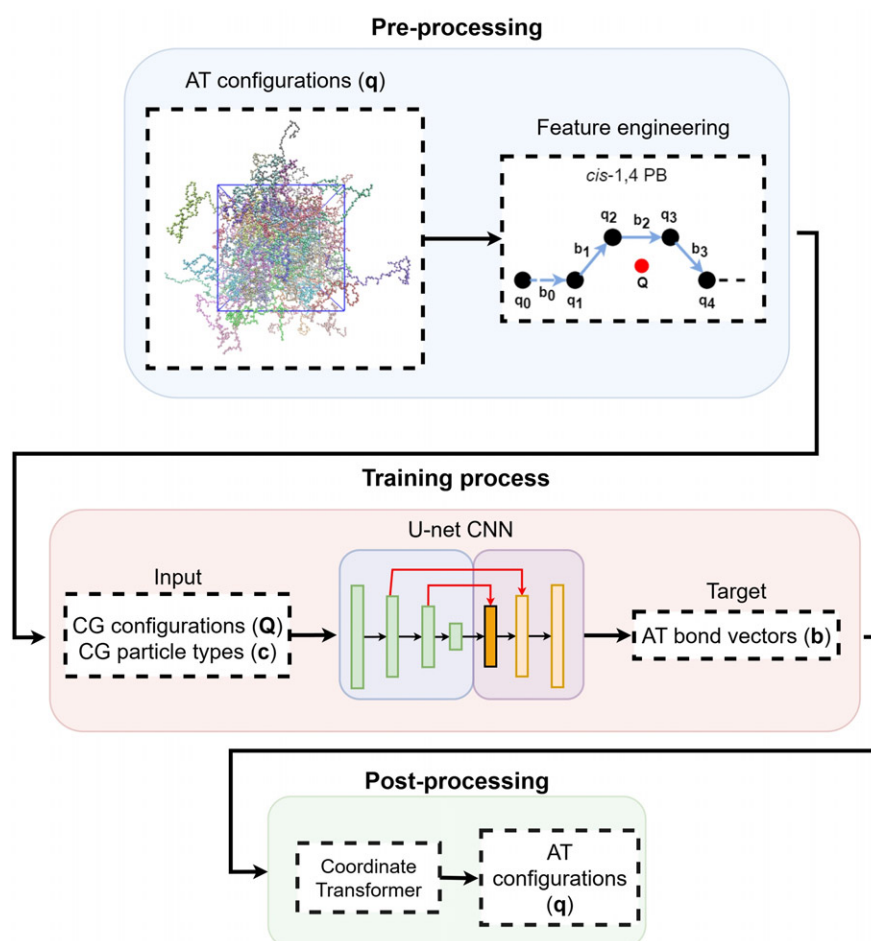 Pre-processing
AT configurations (q)
Feature engineering
cis-1,4 PB
q2 b2 q3
b1 b3
Q
q0 b0 q1 q4
Training process
U-net CNN
Input
Target
CG configurations (Q)
CG particle types (c)
AT bond vectors (b)
Post-processing
Coordinate
Transformer
AT
configurations
(q)